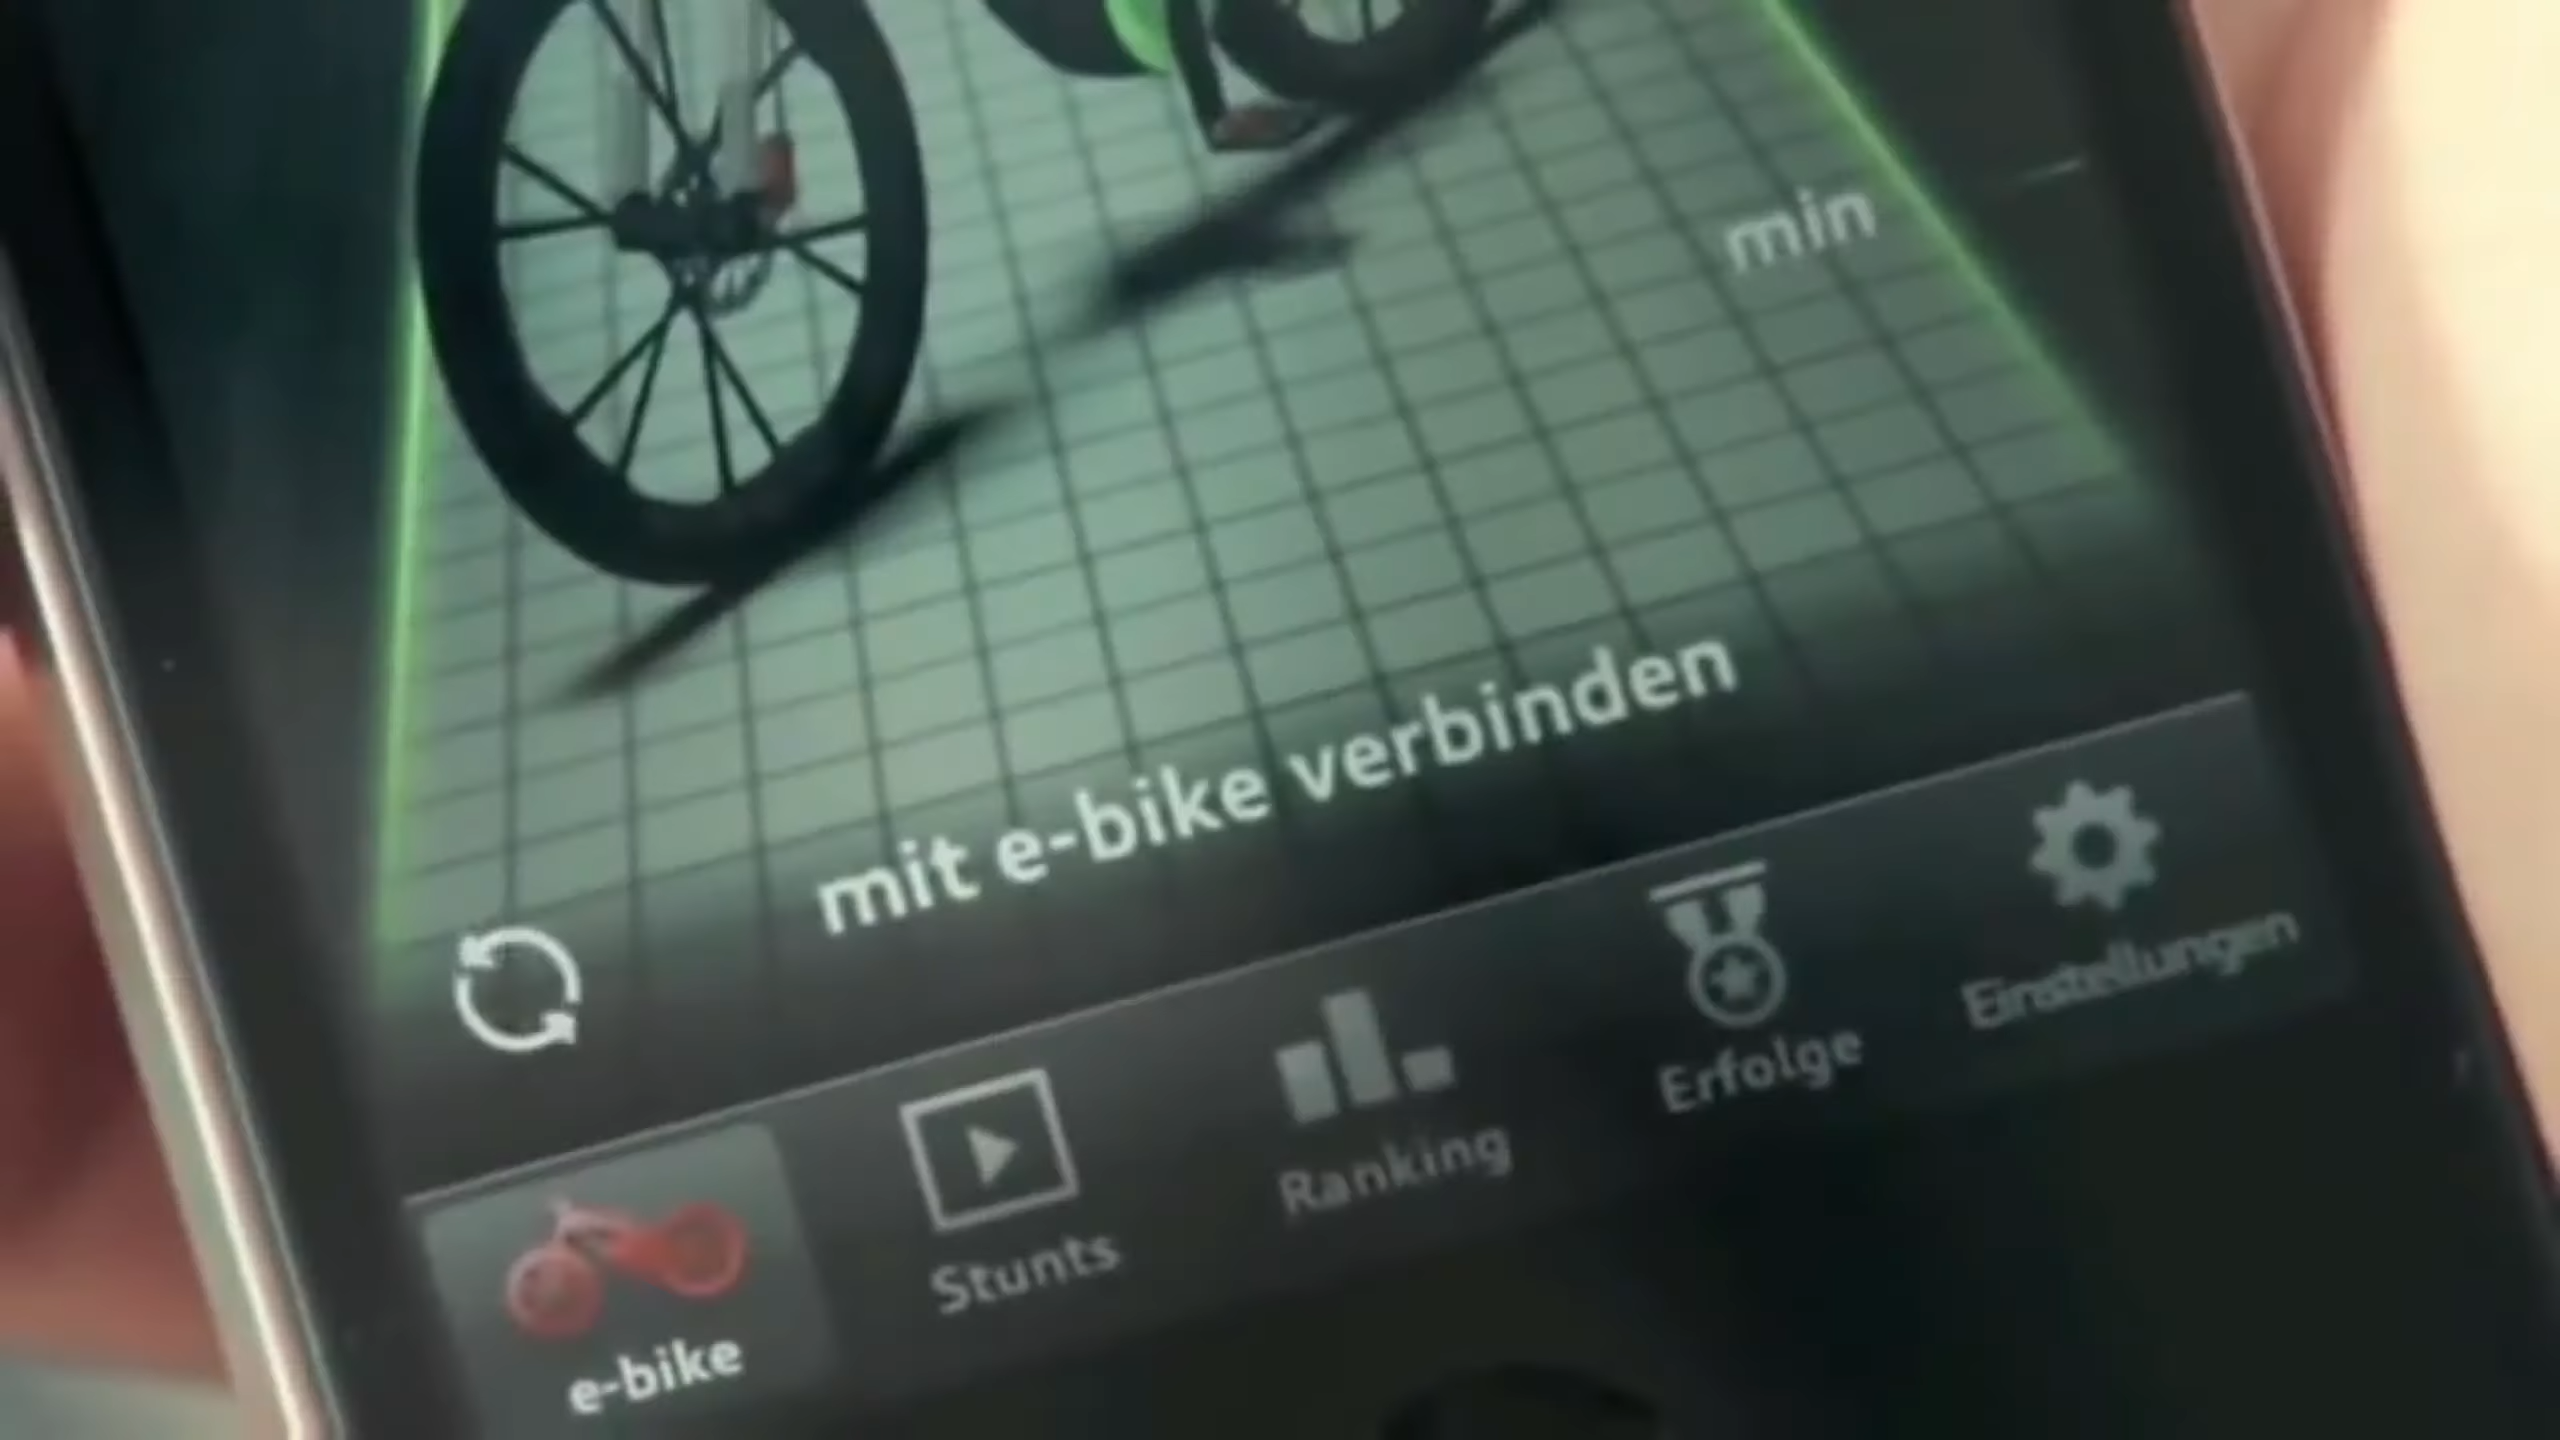 min
mit e-bike verbinden
e-bike
Stunts
Ranking
Erfolge
Einstellungen